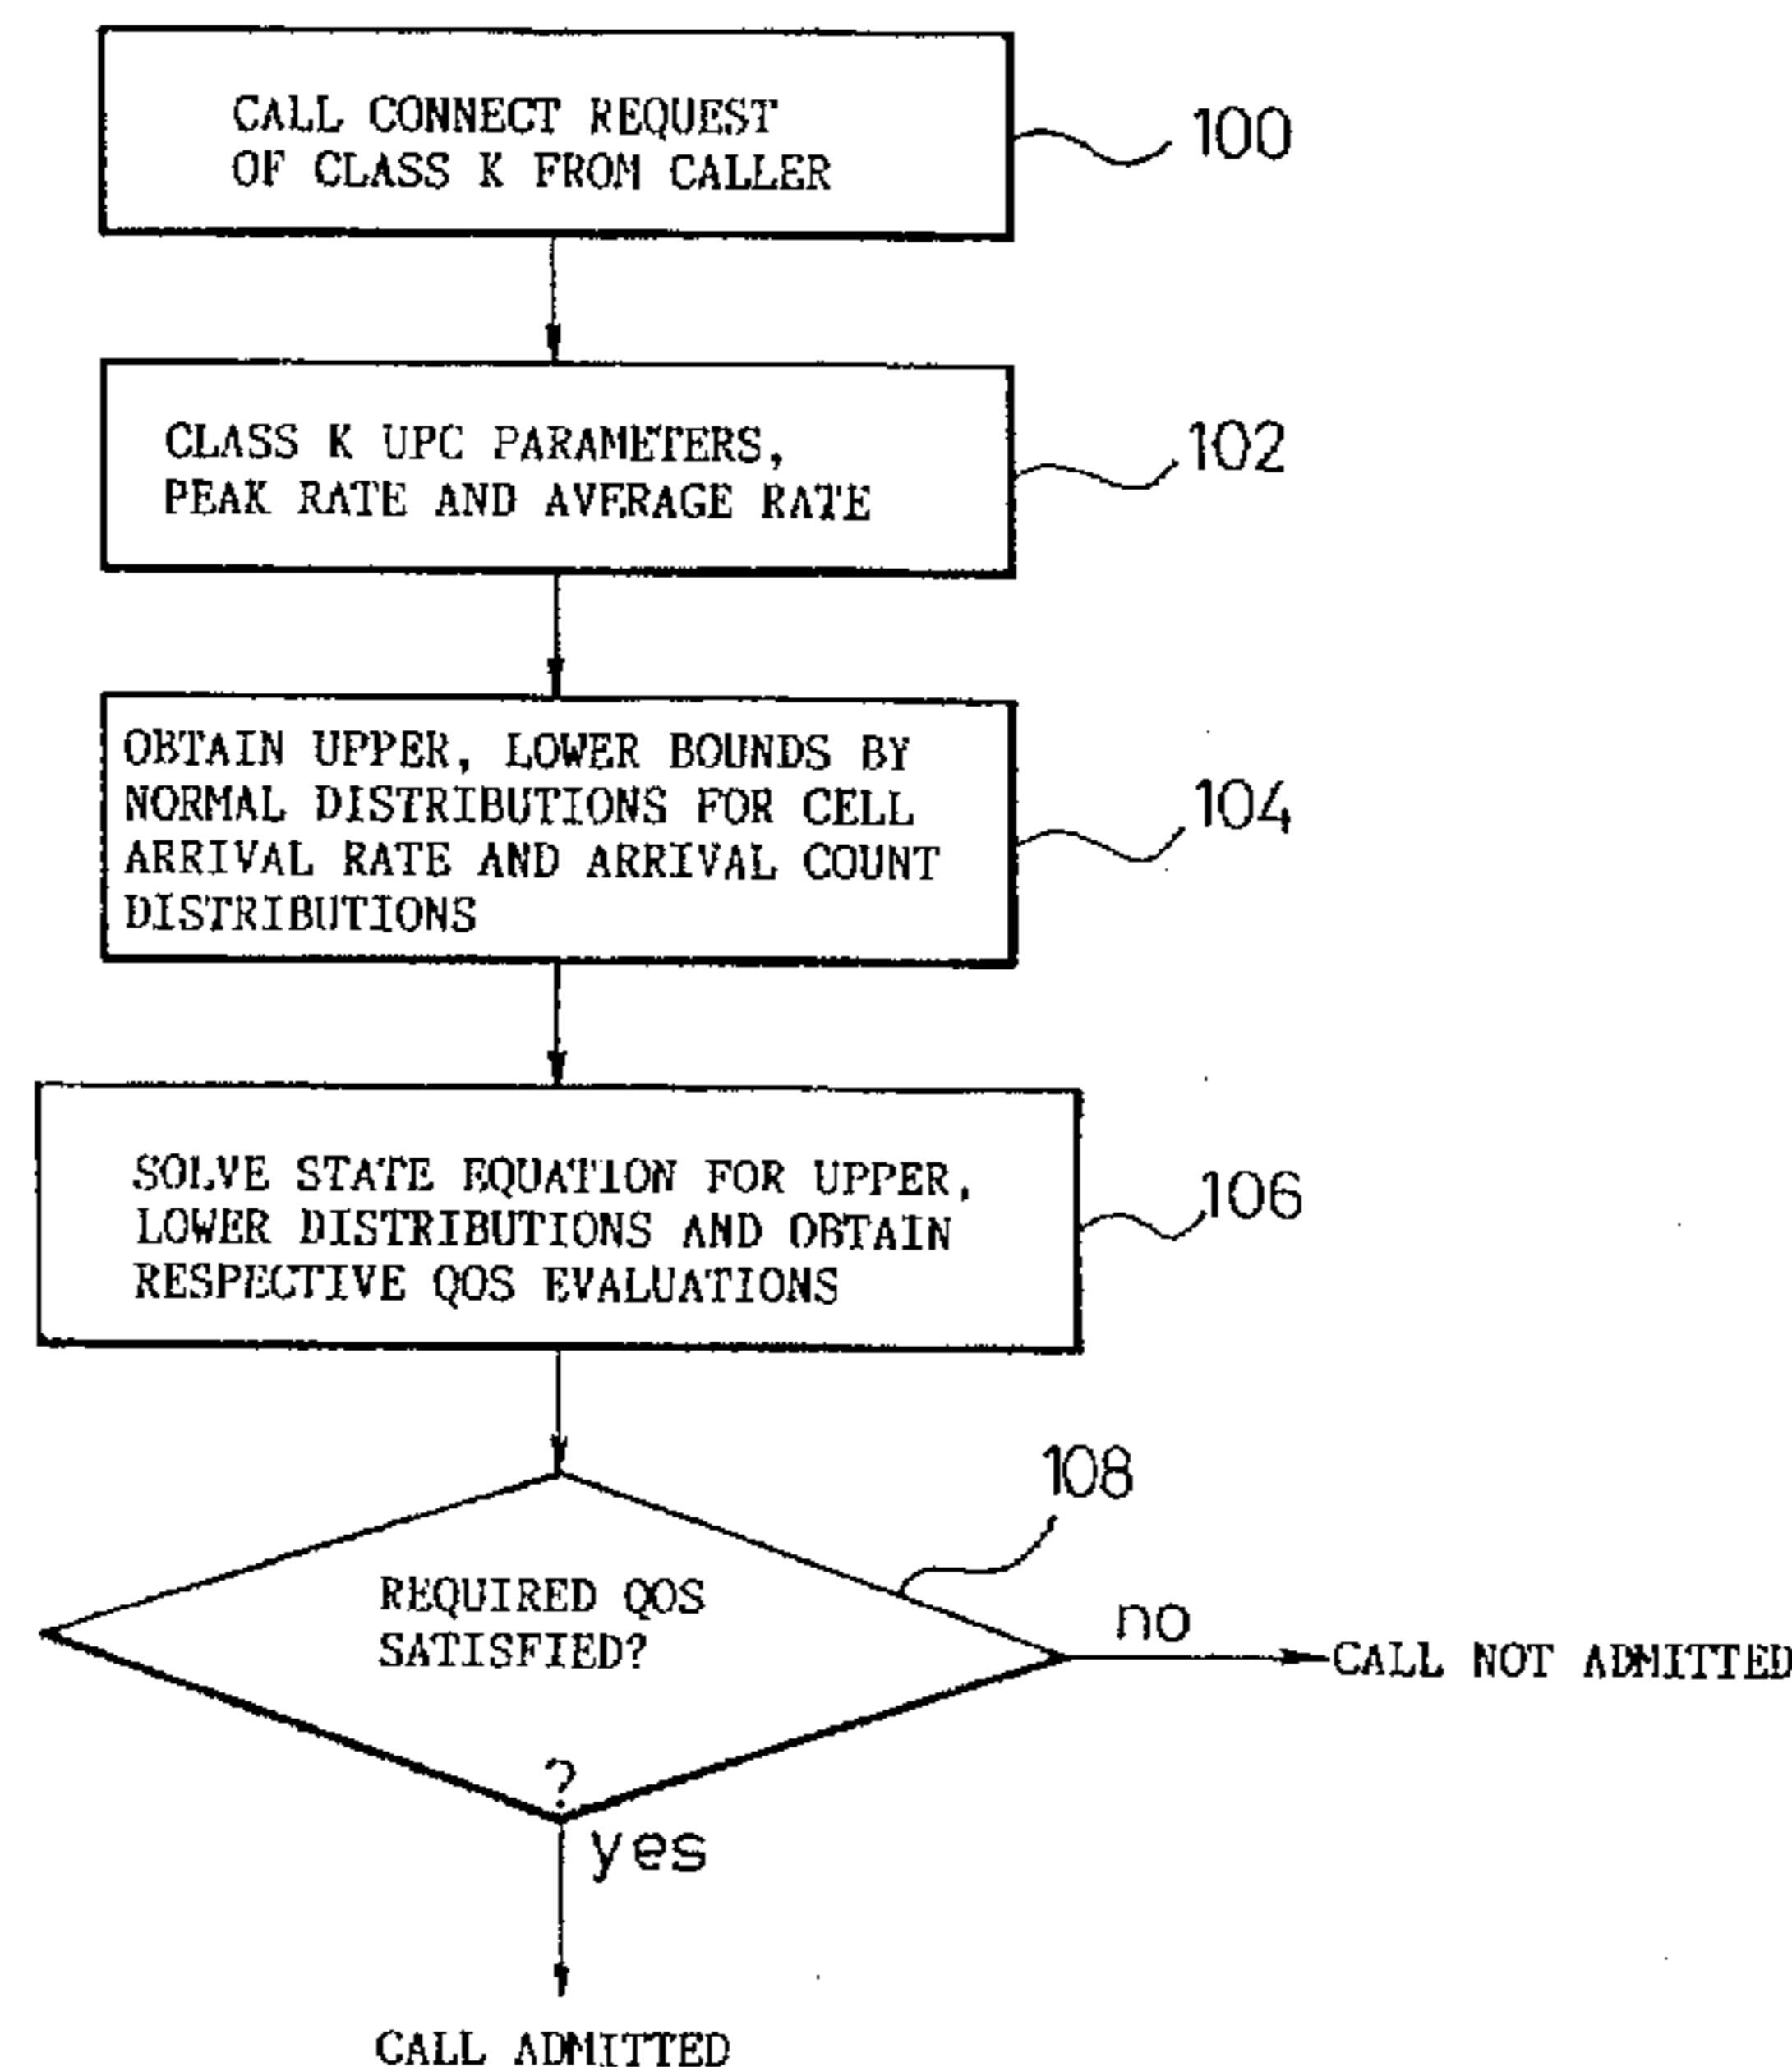 CALL CONNECT REQUEST
OF CLASS K FROM CALLER
100
CLASS K UPC PARAMETERS,
PEAK RATE AND AVERAGE RATE
102
OBTAIN UPPER, LOWER BOUNDS BY
NORMAL DISTRIBUTIONS FOR CELL
ARRIVAL RATE AND ARRIVAL COUNT
DISTRIBUTIONS
104
SOLVE STATE EQUATION FOR UPPER,
LOWER DISTRIBUTIONS AND OBTAIN
RESPECTIVE QOS EVALUATIONS
106
108
REQUIRED QOS
SATISFIED?
no
CALL NOT ADMITTED
?
yes
CALL ADMITTED